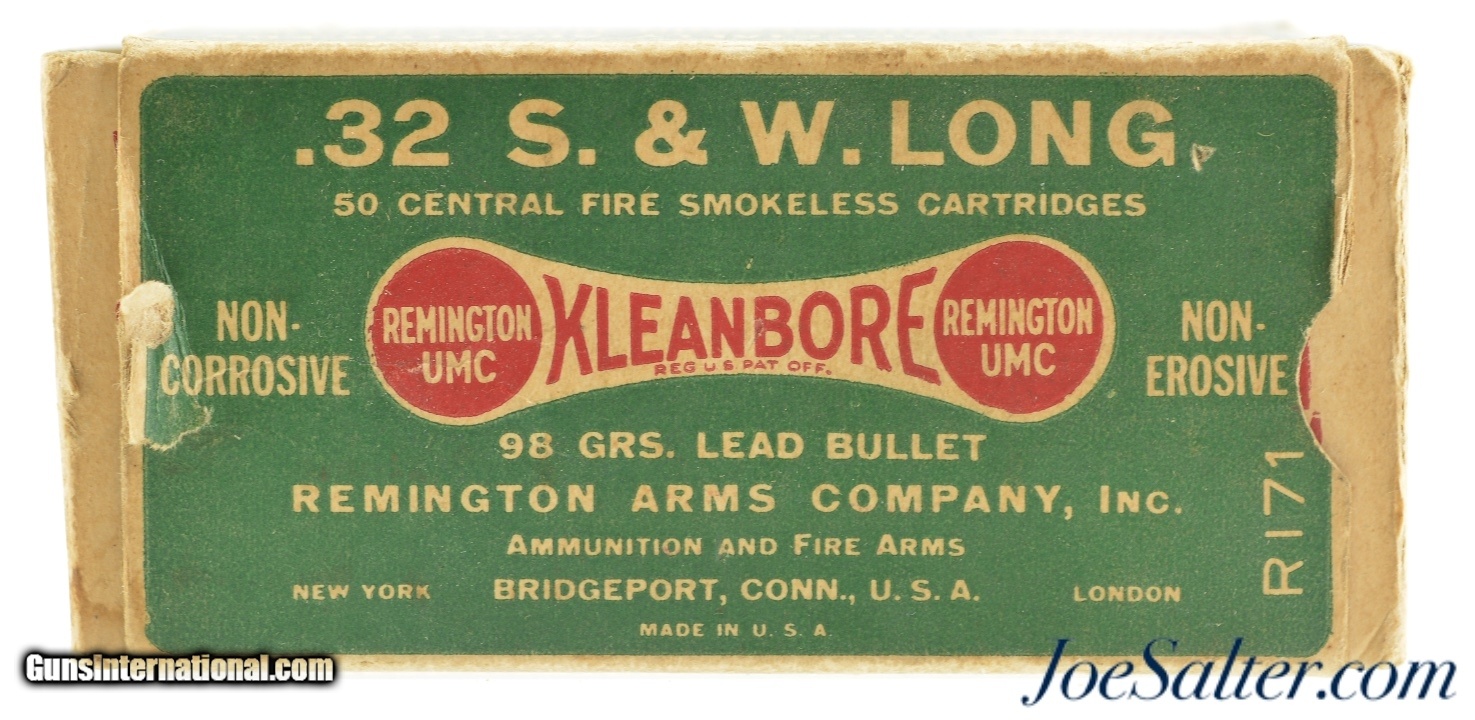 .32 S. & W. LONG
50 CENTRAL FIRE SMOKELESS CARTRIDGES
NON-
CORROSIVE
REMINGTON
UMC
KLEANBORE
REG U S PAT OFF.
REMINGTON
UMC
NON-
EROSIVE
98 GRS. LEAD BULLET
REMINGTON ARMS COMPANY, INC.
AMMUNITION AND FIRE ARMS
NEW YORK BRIDGEPORT, CONN., U. S. A. LONDON
MADE IN U. S. A.
R171
GunsInternational.com
JoeSalter.com